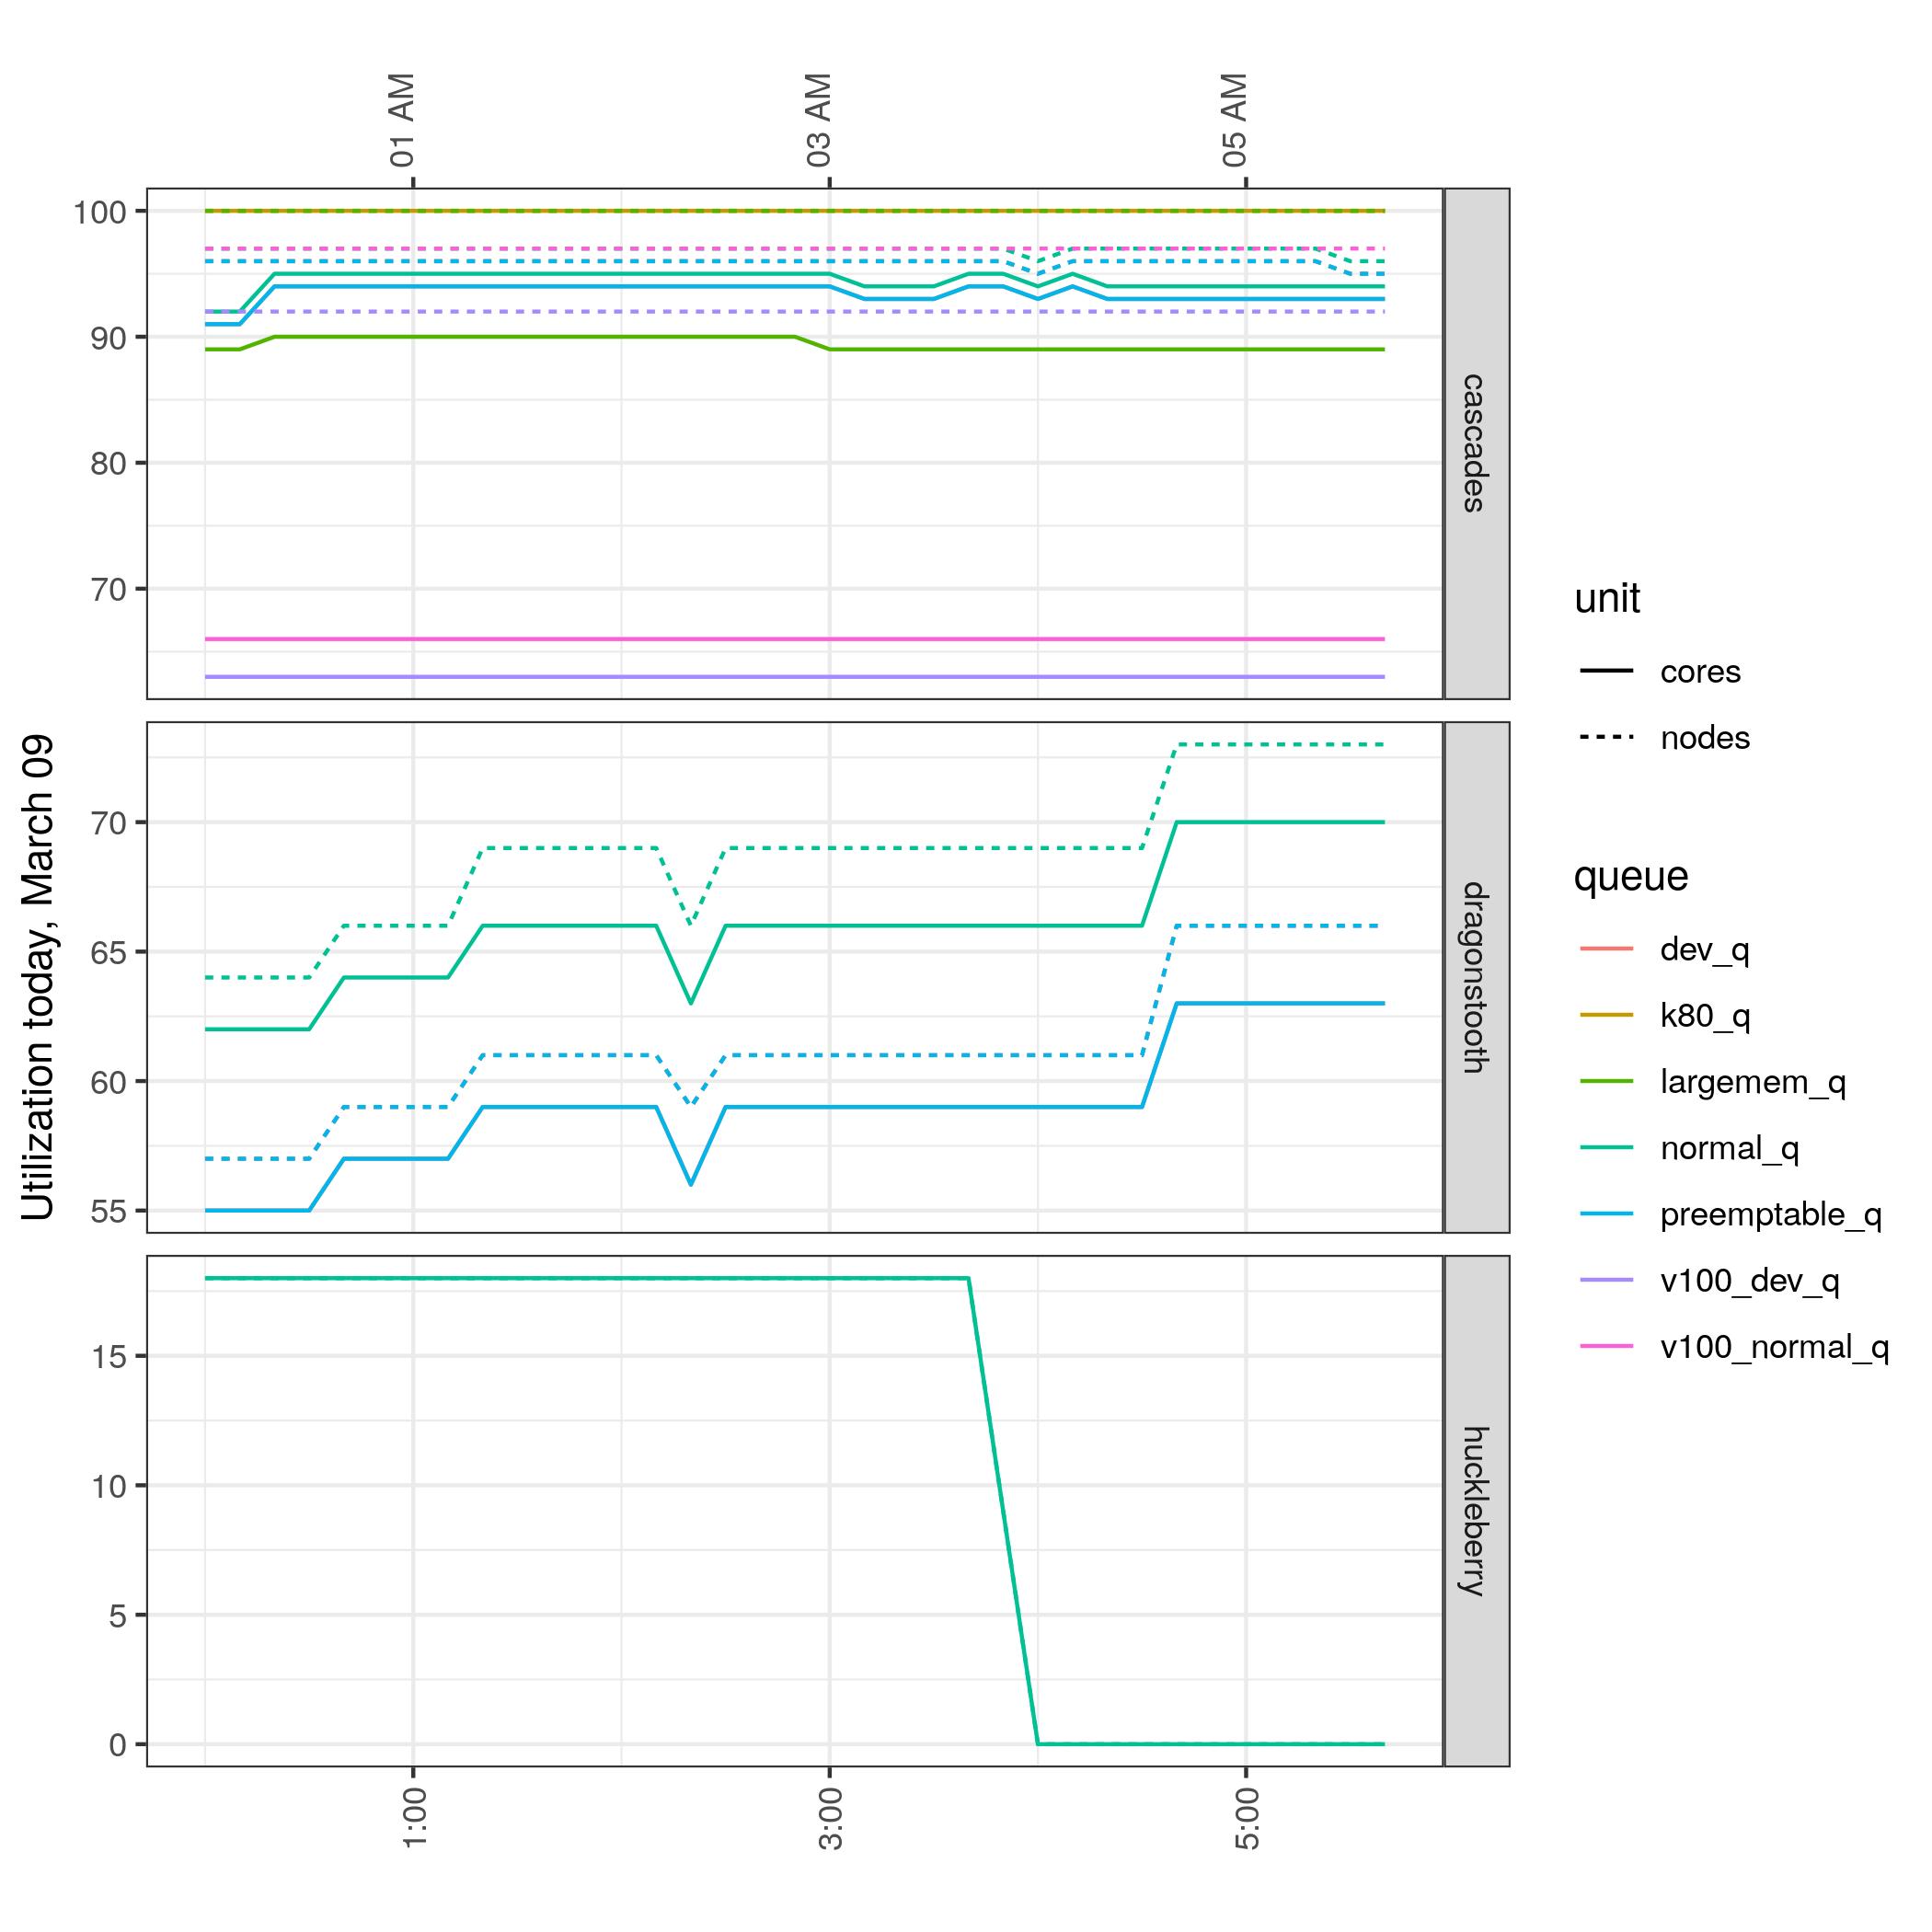 01 AM
03 AM
05 AM
Utilization today, March 09
100
90
80
70
cascades
70
65
60
55
dragonstooth
15
10
5
0
huckleberry
1:00
3:00
5:00
unit
cores
nodes
queue
dev_q
k80_q
largemem_q
normal_q
preemptable_q
v100_dev_q
v100_normal_q